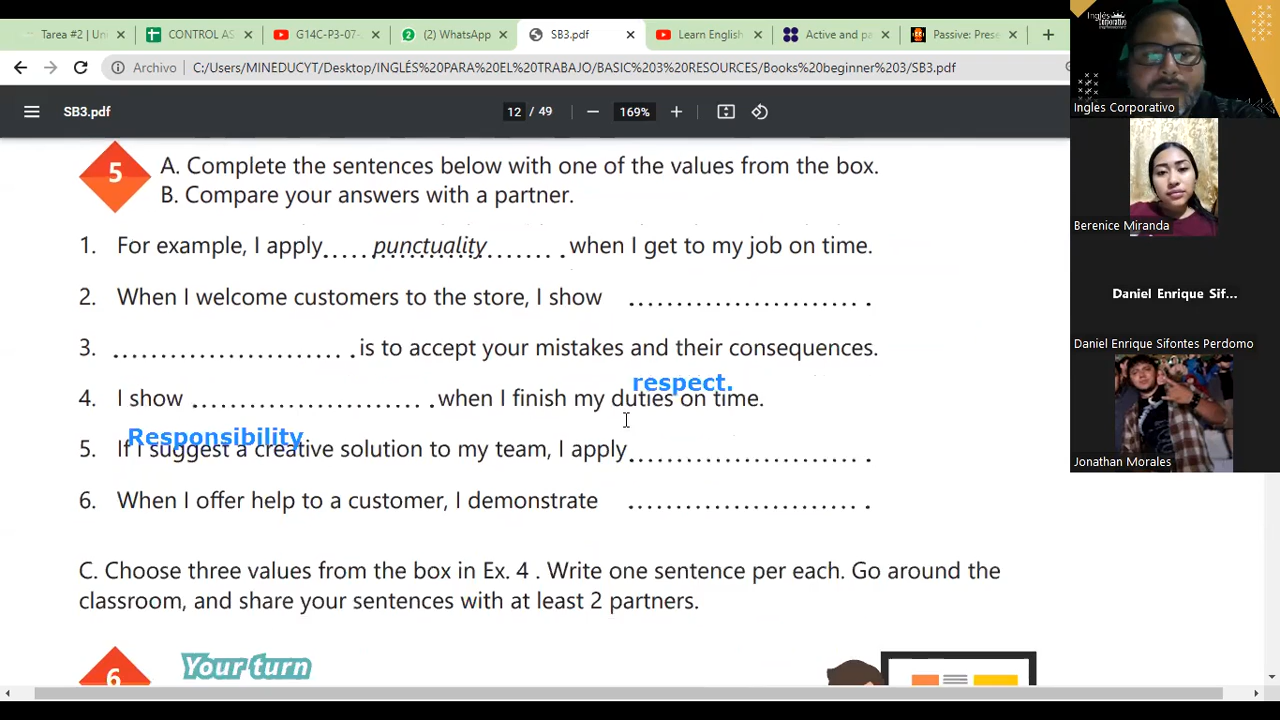 Tarea #2 | Un
CONTROL AS
G14C-P3-07-
(2) WhatsApp
SB3.pdf
Learn English
Active and pa
Passive: Prese
Archivo
C:/Users/MINEDUCYT/Desktop/INGLÉS%20PARA%20EL%20TRABAJO/BASIC%203%20RESOURCES/Books%20beginner%203/SB3.pdf
SB3.pdf
12 / 49
169%
5
A. Complete the sentences below with one of the values from the box.
B. Compare your answers with a partner.
1. For example, I apply punctuality when I get to my job on time.
2. When I welcome customers to the store, I show ........................ .
3. ........................ is to accept your mistakes and their consequences.
respect.
4. I show ........................ when I finish my duties on time.
Responsibility
5. If I suggest a creative solution to my team, I apply........................ .
6. When I offer help to a customer, I demonstrate ........................ .
C. Choose three values from the box in Ex. 4 . Write one sentence per each. Go around the
classroom, and share your sentences with at least 2 partners.
6
Your turn
Inglés
Corporativo
Ingles Corporativo
Berenice Miranda
Daniel Enrique Sif...
Daniel Enrique Sifontes Perdomo
Jonathan Morales